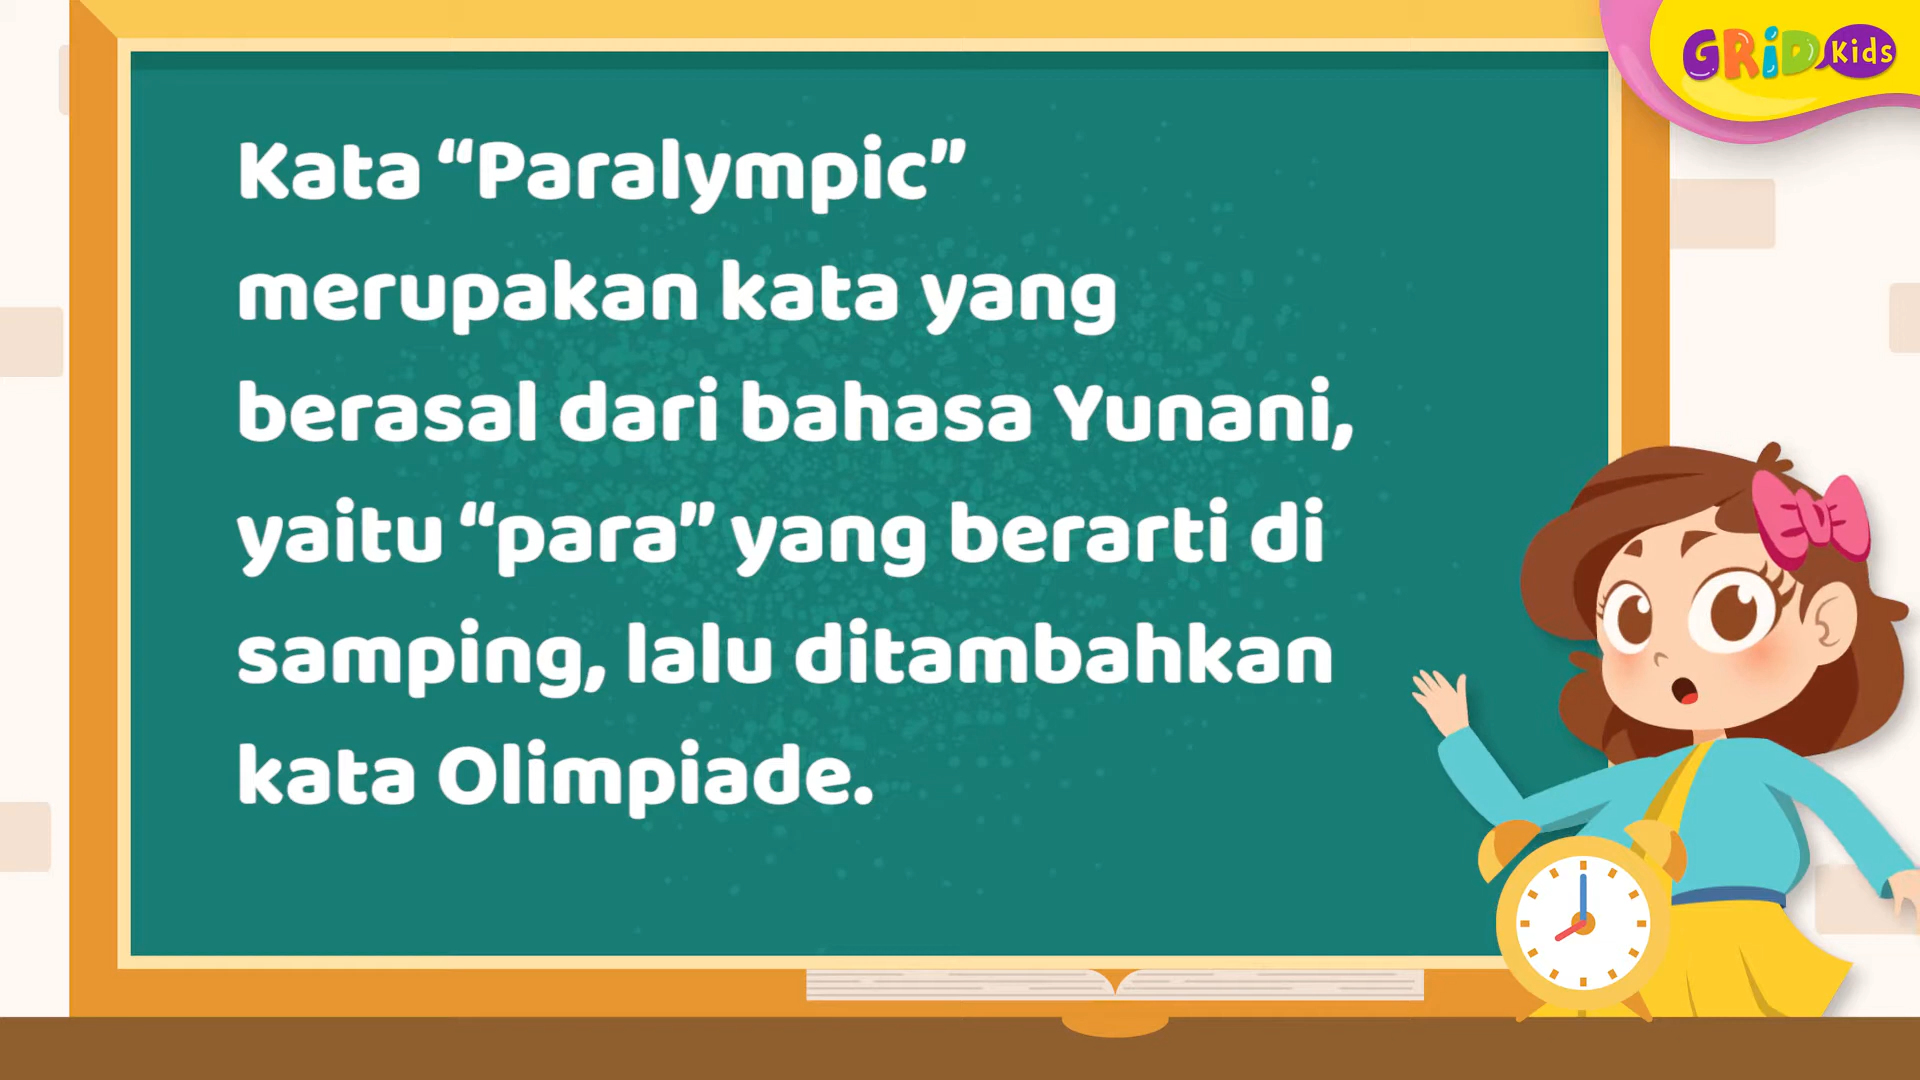 GRID Kids
Kata “Paralympic”
merupakan kata yang
berasal dari bahasa Yunani,
yaitu “para” yang berarti di
samping, lalu ditambahkan
kata Olimpiade.